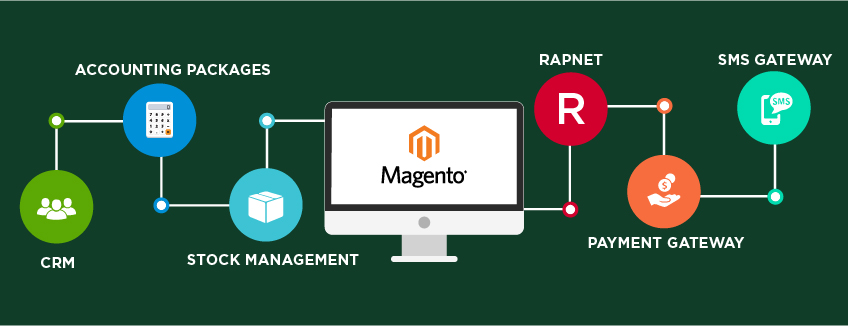 RAPNET
SMS GATEWAY
ACCOUNTING PACKAGES
R
SMS
Magento
CRM
STOCK MANAGEMENT
$
PAYMENT GATEWAY